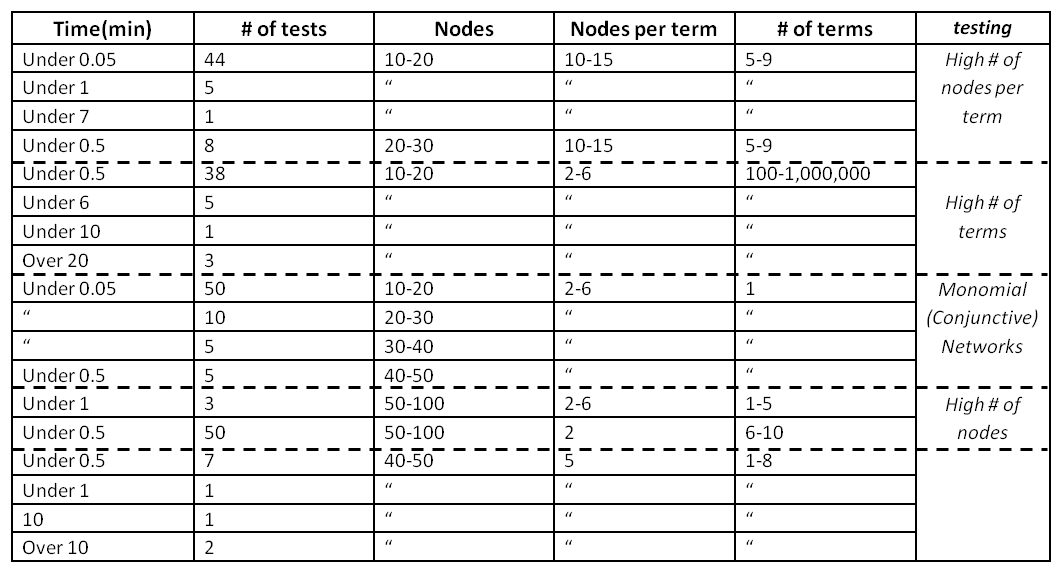 Time(min) # of tests Nodes Nodes per term # of terms testing
Under 0.05 44 10-20 10-15 5-9 High # of
Under 1 5 “ “ “ nodes per
Under 7 1 “ “ “ term
Under 0.5 8 20-30 10-15 5-9
Under 0.5 38 10-20 2-6 100-1,000,000
Under 6 5 “ “ “ High # of
Under 10 1 “ “ “ terms
Over 20 3 “ “ “
Under 0.05 50 10-20 2-6 1 Monomial
“ 10 20-30 “ “ (Conjunctive)
“ 5 30-40 “ “ Networks
Under 0.5 5 40-50 “ “
Under 1 3 50-100 2-6 1-5 High # of
Under 0.5 50 50-100 2 6-10 nodes
Under 0.5 7 40-50 5 1-8
Under 1 1 “ “ “
10 1 “ “ “
Over 10 2 “ “ “